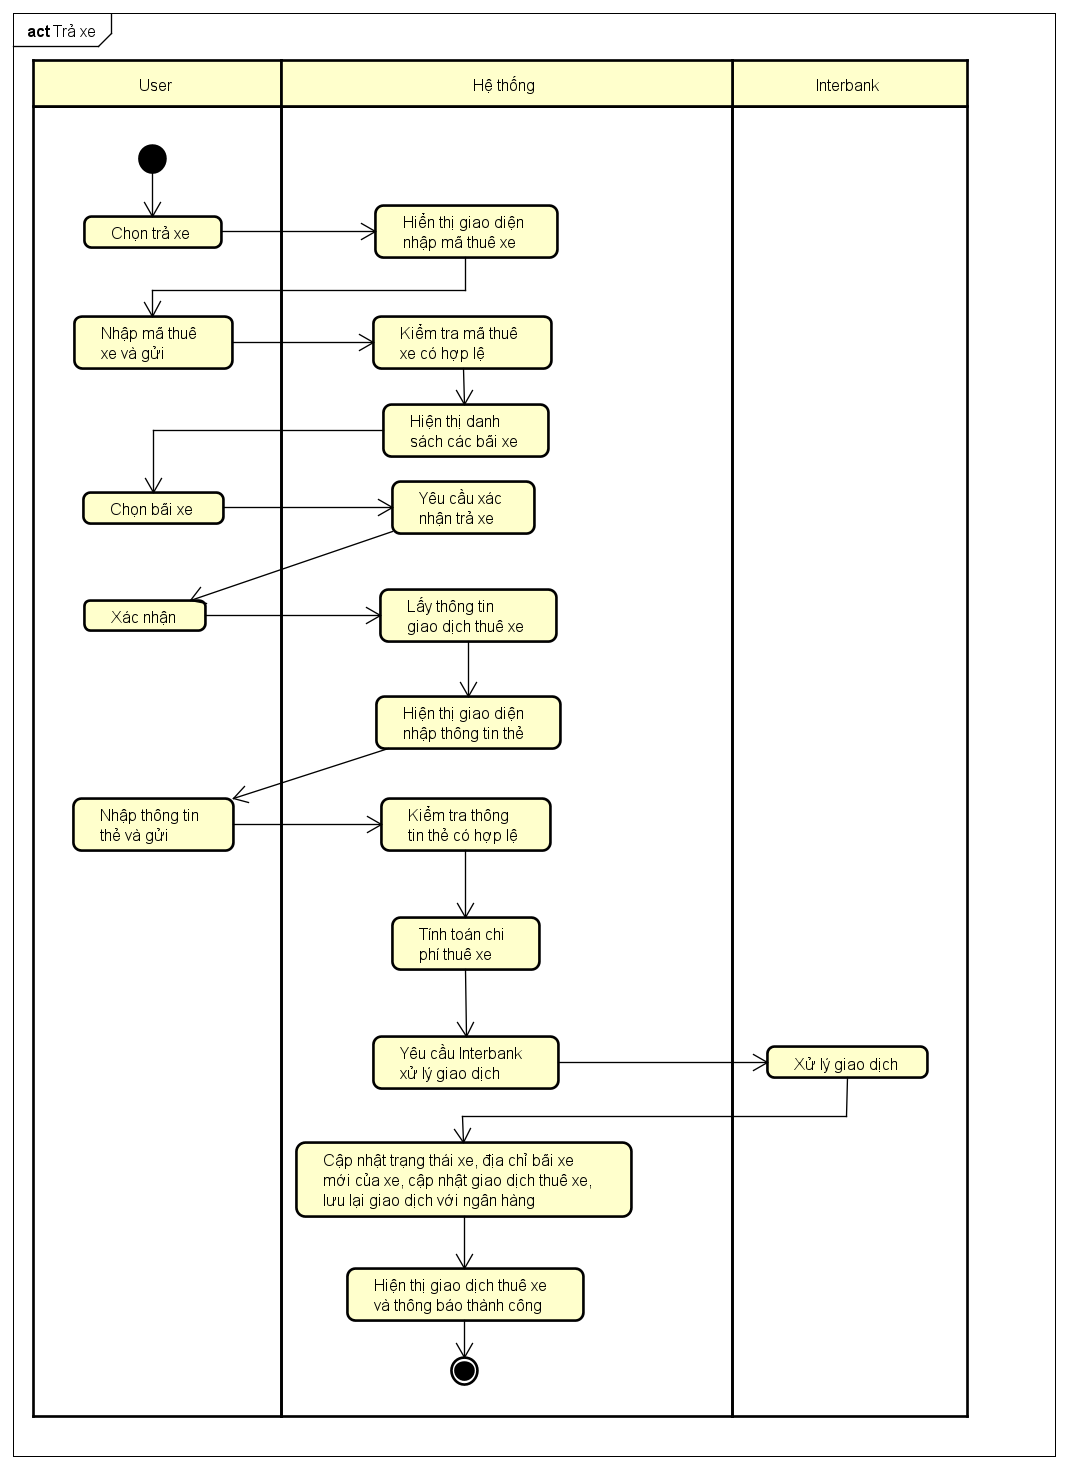 act Trả xe
User
Hệ thống
Interbank
Chọn trả xe
Hiển thị giao diện
nhập mã thuê xe
Nhập mã thuê
xe và gửi
Kiểm tra mã thuê
xe có hợp lệ
Hiện thị danh
sách các bãi xe
Chọn bãi xe
Yêu cầu xác
nhận trả xe
Xác nhận
Lấy thông tin
giao dịch thuê xe
Hiện thị giao diện
nhập thông tin thẻ
Nhập thông tin
thẻ và gửi
Kiểm tra thông
tin thẻ có hợp lệ
Tính toán chi
phí thuê xe
Yêu cầu Interbank
xử lý giao dịch
Xử lý giao dịch
Cập nhật trạng thái xe, địa chỉ bãi xe
mới của xe, cập nhật giao dịch thuê xe,
lưu lại giao dịch với ngân hàng
Hiện thị giao dịch thuê xe
và thông báo thành công